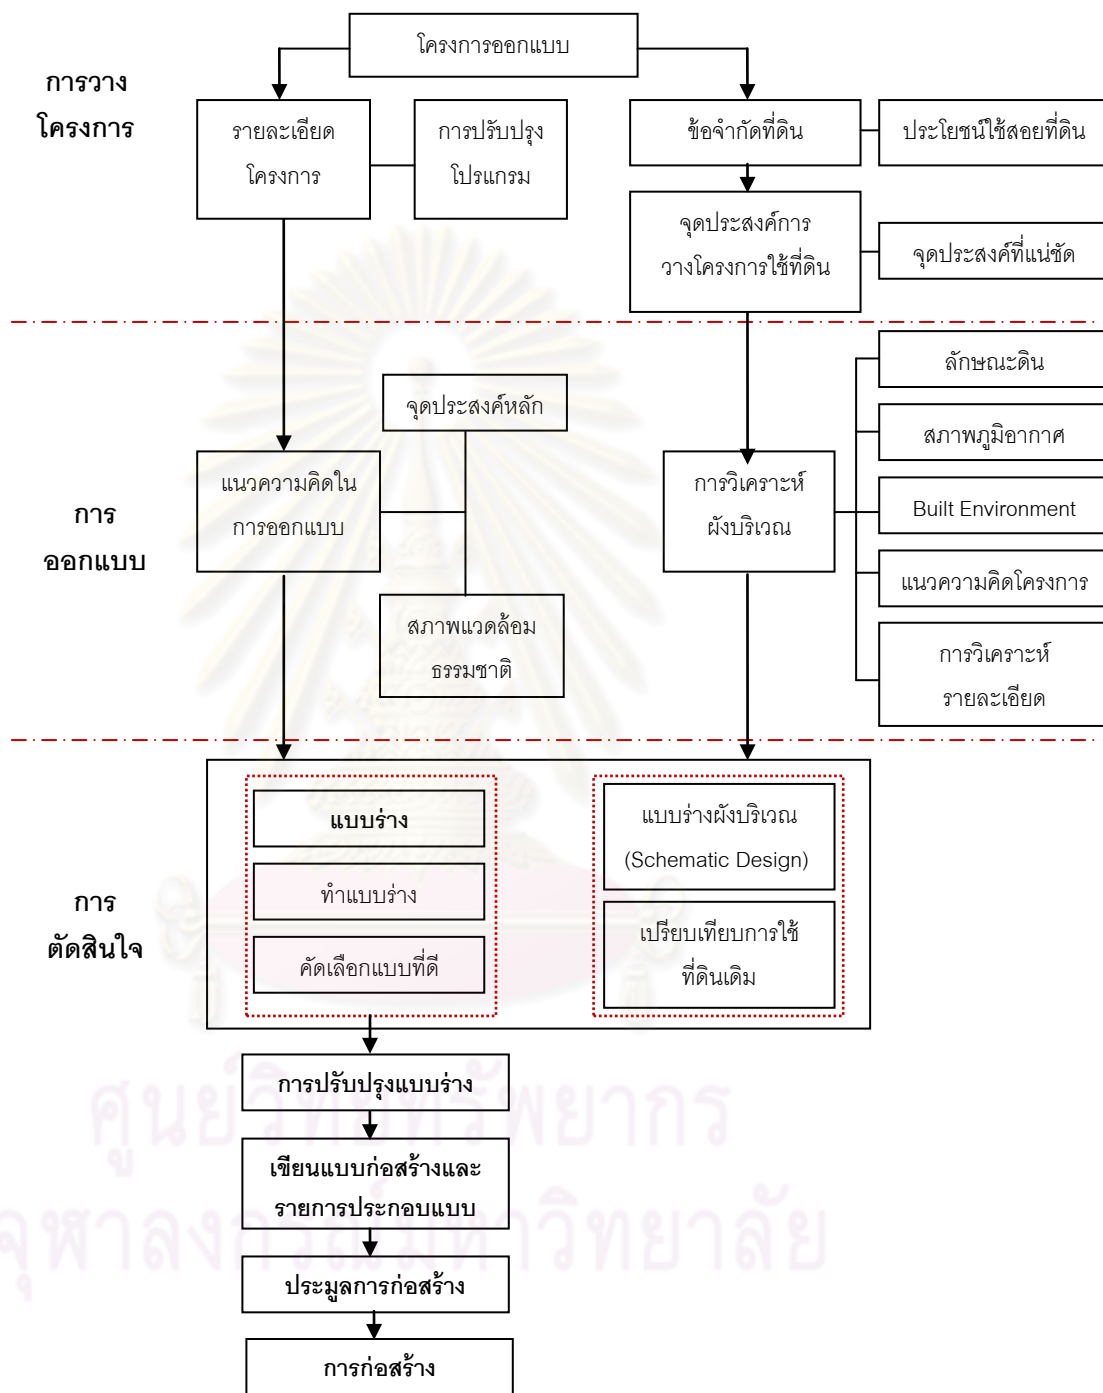 โครงการออกแบบ
การวาง
โครงการ
รายละเอียด
โครงการ
การปรับปรุง
โปรแกรม
ข้อจำกัดที่ดิน
ประโยชน์ใช้สอยที่ดิน
จุดประสงค์การ
วางโครงการใช้ที่ดิน
จุดประสงค์ที่แน่ชัด
การ
ออกแบบ
แนวความคิดใน
การออกแบบ
จุดประสงค์หลัก
สภาพแวดล้อม
ธรรมชาติ
การวิเคราะห์
ผังบริเวณ
ลักษณะดิน
สภาพภูมิอากาศ
Built Environment
แนวความคิดโครงการ
การวิเคราะห์
รายละเอียด
การ
ตัดสินใจ
แบบร่าง
ทำแบบร่าง
คัดเลือกแบบที่ดี
แบบร่างผังบริเวณ
(Schematic Design)
เปรียบเทียบการใช้
ที่ดินเดิม
การปรับปรุงแบบร่าง
เขียนแบบก่อสร้างและ
รายการประกอบแบบ
ประมูลการก่อสร้าง
การก่อสร้าง
ศูนย์วิทยทรัพยากร
จุฬาลงกรณ์มหาวิทยาลัย